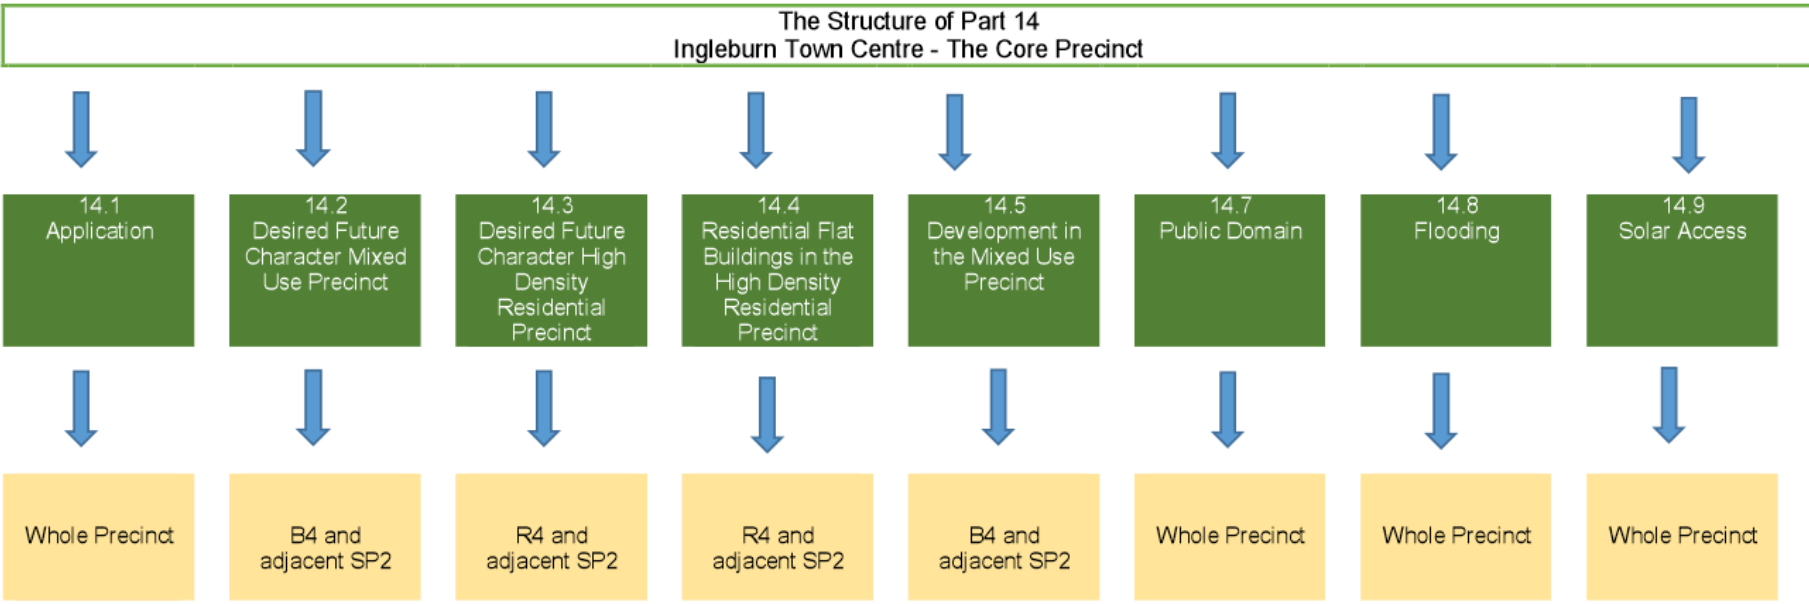 The Structure of Part 14
Ingleburn Town Centre - The Core Precinct
14.1
Application
14.2
Desired Future
Character Mixed
Use Precinct
14.3
Desired Future
Character High
Density
Residential
Precinct
14.4
Residential Flat
Buildings in the
High Density
Residential
Precinct
14.5
Development in
the Mixed Use
Precinct
14.7
Public Domain
14.8
Flooding
14.9
Solar Access
Whole Precinct
B4 and
adjacent SP2
R4 and
adjacent SP2
R4 and
adjacent SP2
B4 and
adjacent SP2
Whole Precinct
Whole Precinct
Whole Precinct